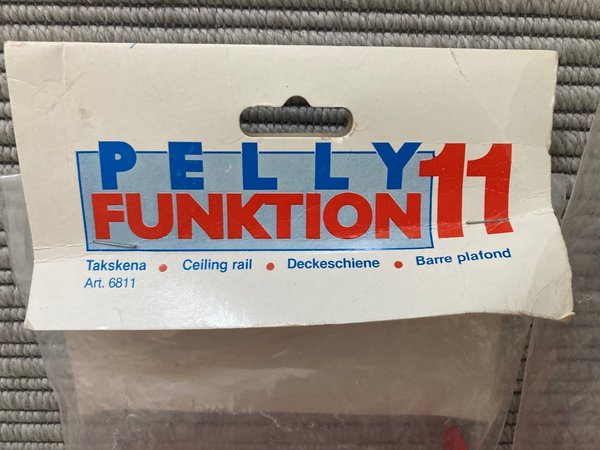 PELLY
FUNKTION 11
Takskena • Ceiling rail • Deckeschiene • Barre plafond
Art. 6811